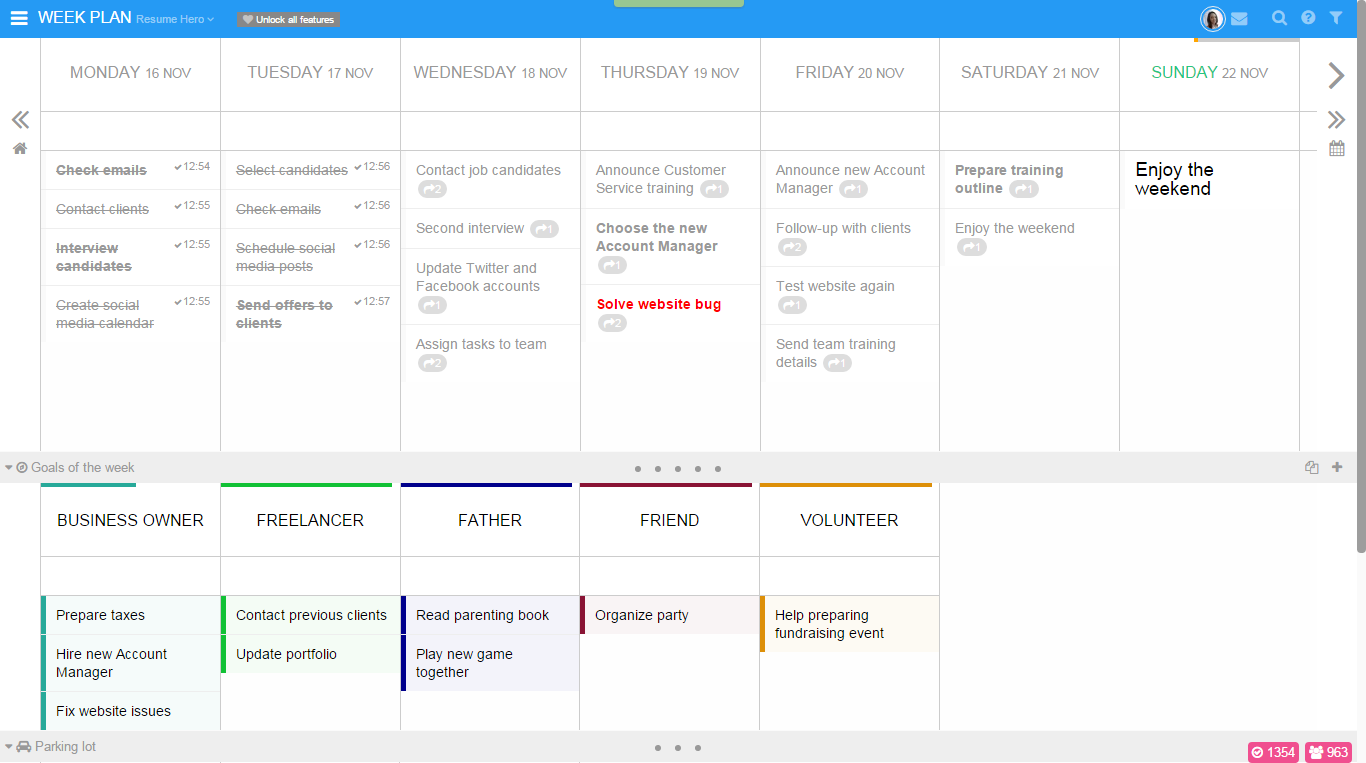 WEEK PLAN Resume Hero Unlock all features
MONDAY 16 NOV
TUESDAY 17 NOV
WEDNESDAY 18 NOV
THURSDAY 19 NOV
FRIDAY 20 NOV
SATURDAY 21 NOV
SUNDAY 22 NOV
Check emails 12:54
Contact clients 12:55
Interview 12:55
candidates
Create social 12:55
media calendar
Select candidates 12:56
Check emails 12:56
Schedule social 12:56
media posts
Send offers to 12:57
clients
Contact job candidates
2
Second interview 1
Update Twitter and
Facebook accounts
1
Assign tasks to team
2
Announce Customer
Service training 1
Choose the new
Account Manager
1
Solve website bug
2
Announce new Account
Manager 1
Follow-up with clients
2
Test website again
1
Send team training
details 1
Prepare training
outline 1
Enjoy the weekend
1
Enjoy the
weekend
Goals of the week
BUSINESS OWNER
FREELANCER
FATHER
FRIEND
VOLUNTEER
Prepare taxes
Hire new Account
Manager
Fix website issues
Contact previous clients
Update portfolio
Read parenting book
Play new game
together
Organize party
Help preparing
fundraising event
Parking lot
1354 963